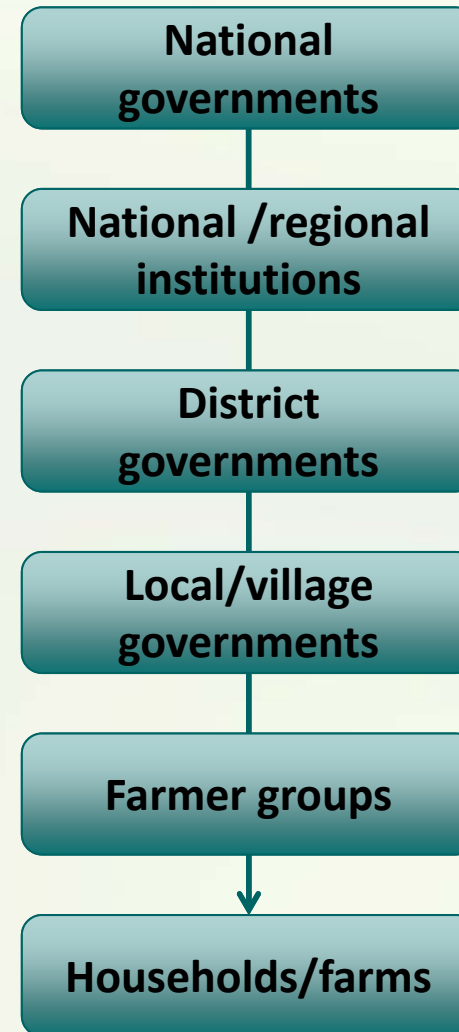 National
governments
National /regional
institutions
District
governments
Local/village
governments
Farmer groups
Households/farms